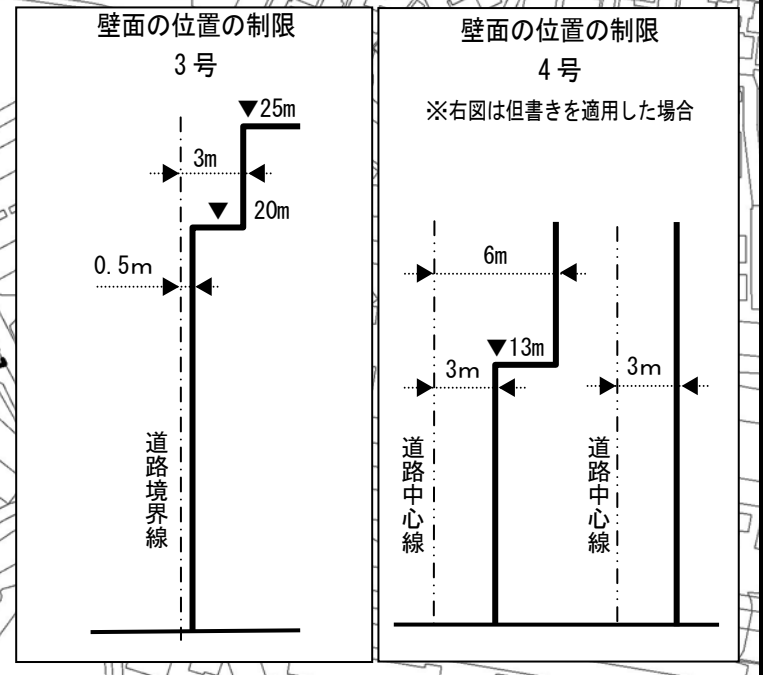 壁面の位置の制限
3号
▼25m
3m
▼ 20m
0.5m
道路境界線
壁面の位置の制限
4号
※右図は但書きを適用した場合
6m
▼13m
3m
道路中心線
3m
道路中心線